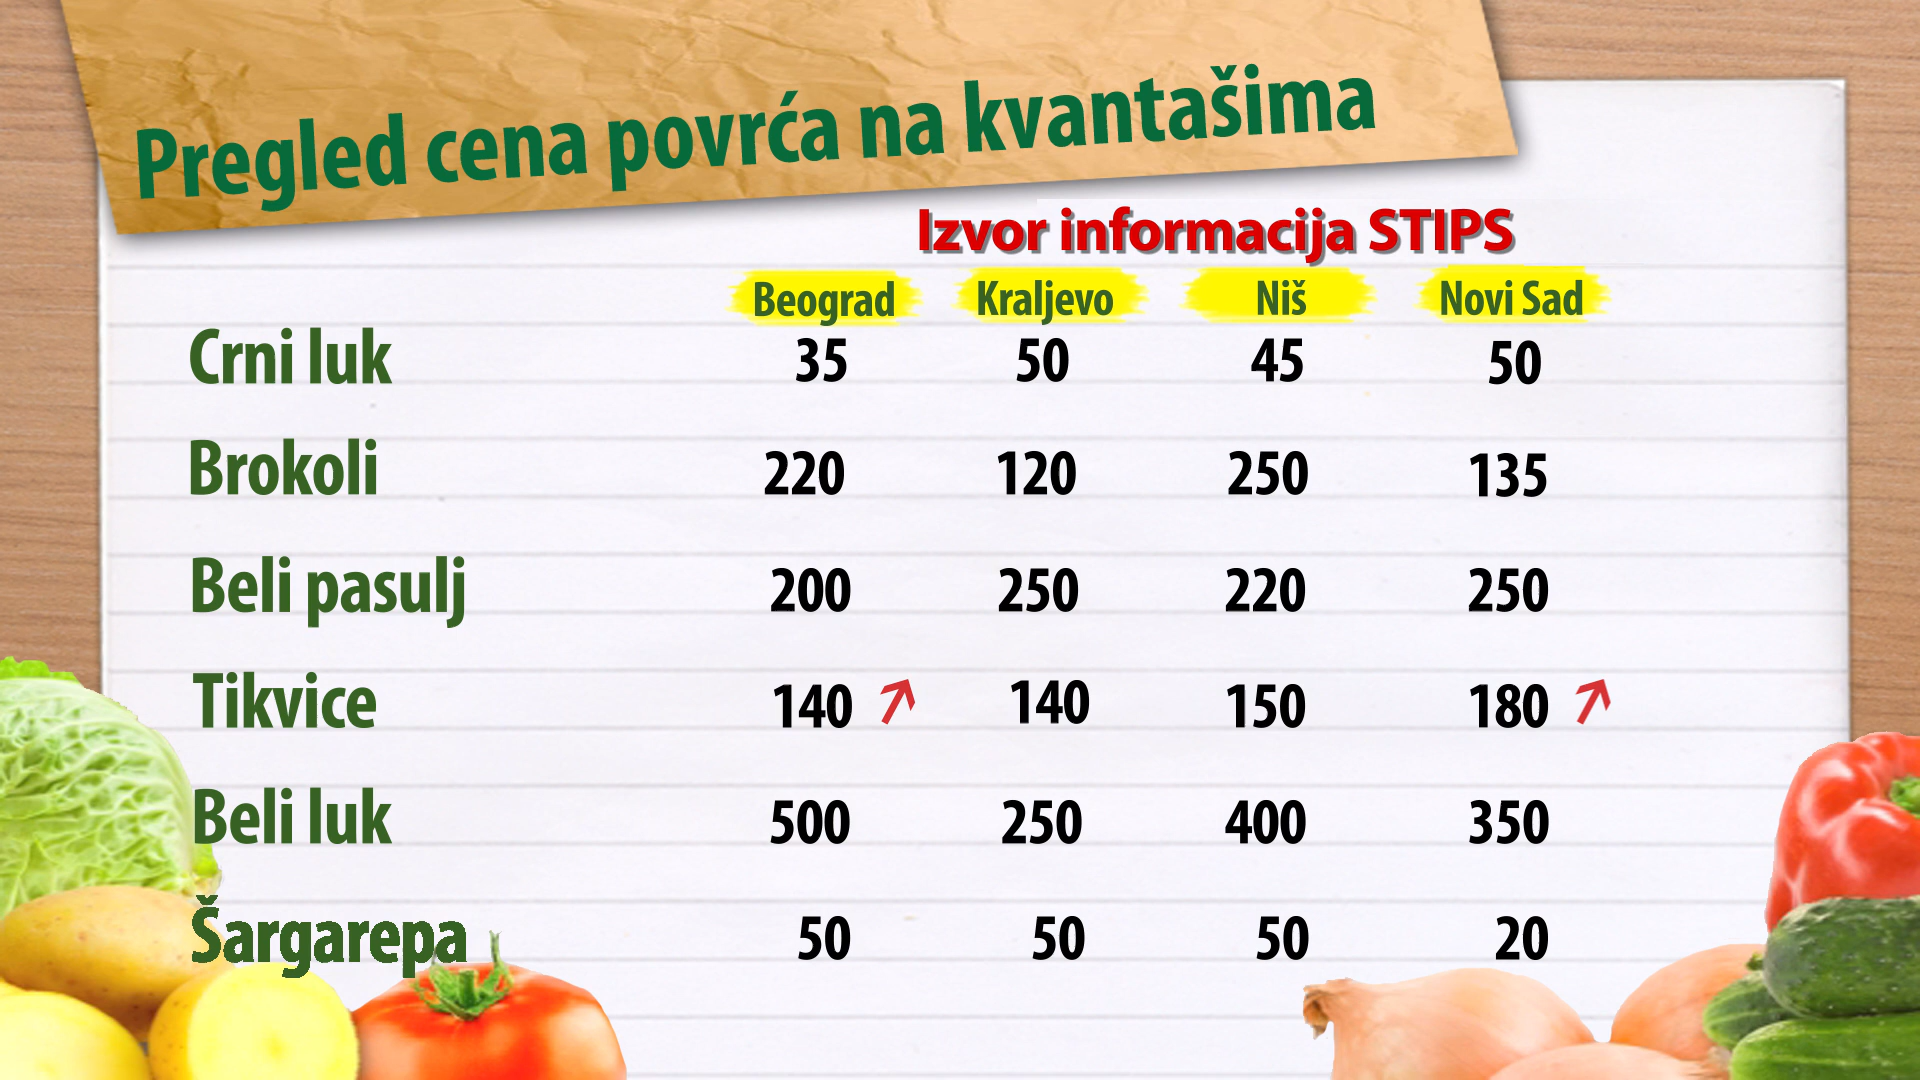 Pregled cena povrća na kvantašima
Izvor informacija STIPS
Beograd Kraljevo Niš Novi Sad
Crni luk 35 50 45 50
Brokoli 220 120 250 135
Beli pasulj 200 250 220 250
Tikvice 140 140 150 180
Beli luk 500 250 400 350
Šargarepa 50 50 50 20